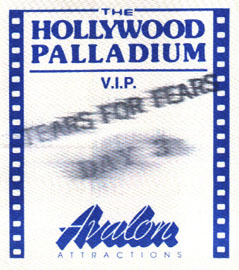 THE
HOLLYWOOD
PALLADIUM
V.I.P.
TEARS FOR FEARS
DAY 3
Avalon
ATTRACTIONS